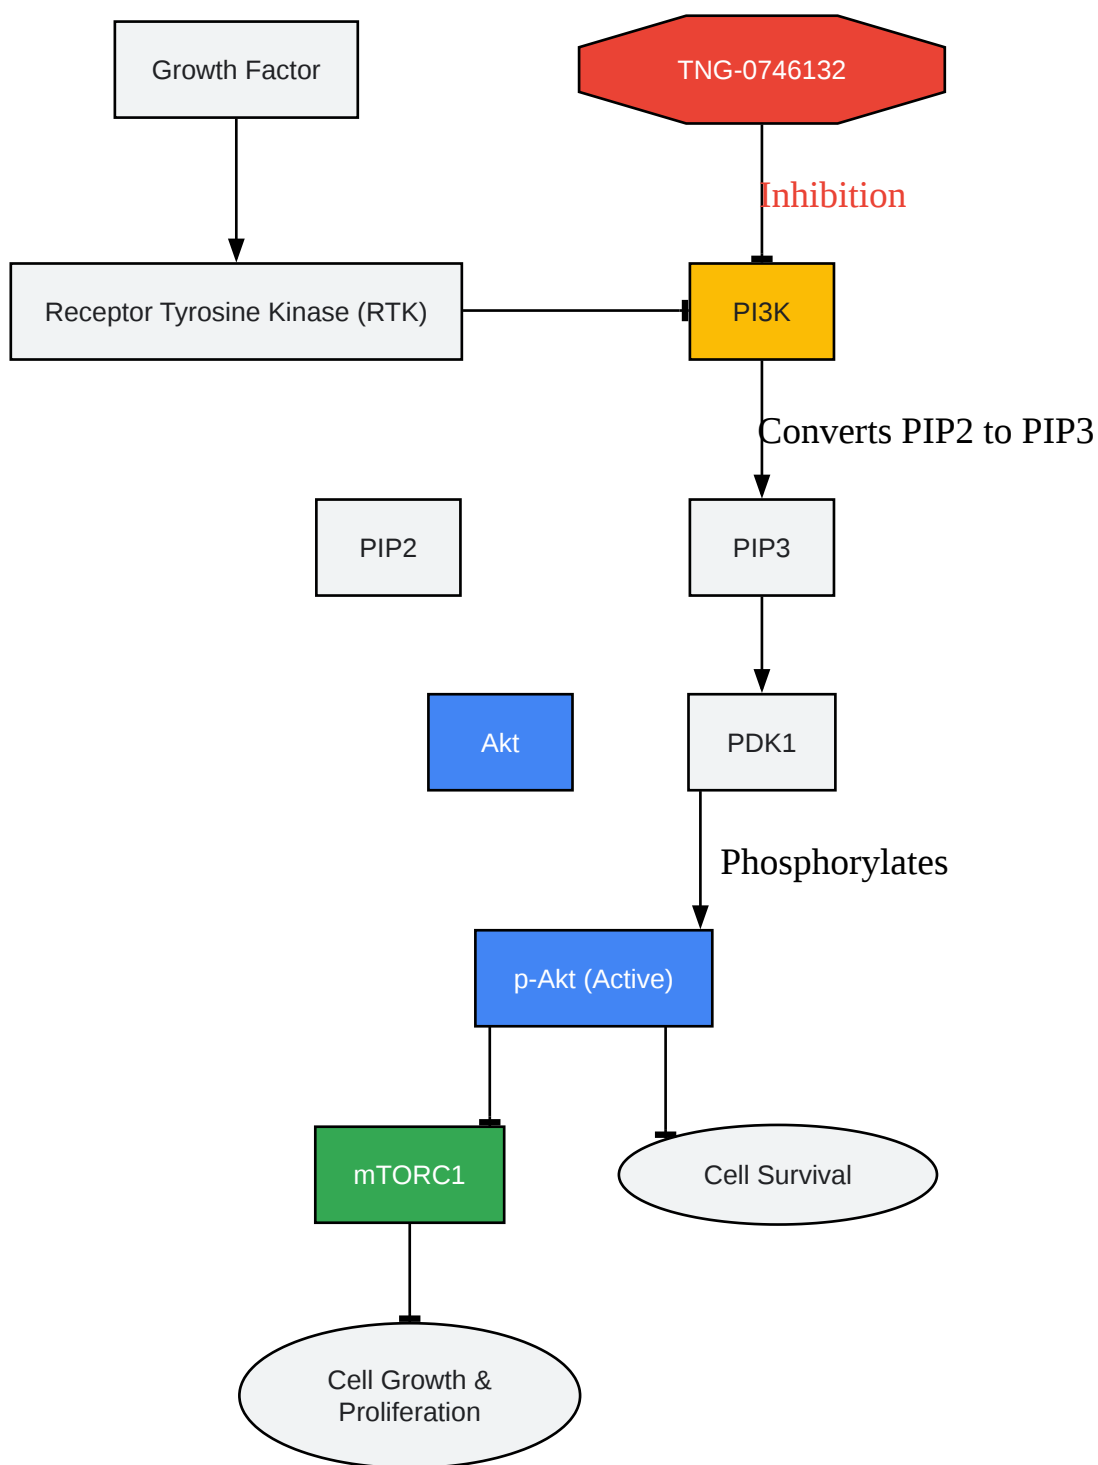 Growth Factor
TNG-0746132
Inhibition
Receptor Tyrosine Kinase (RTK)
PI3K
Converts PIP2 to PIP3
PIP2
PIP3
Akt
PDK1
Phosphorylates
p-Akt (Active)
mTORC1
Cell Survival
Cell Growth &
Proliferation